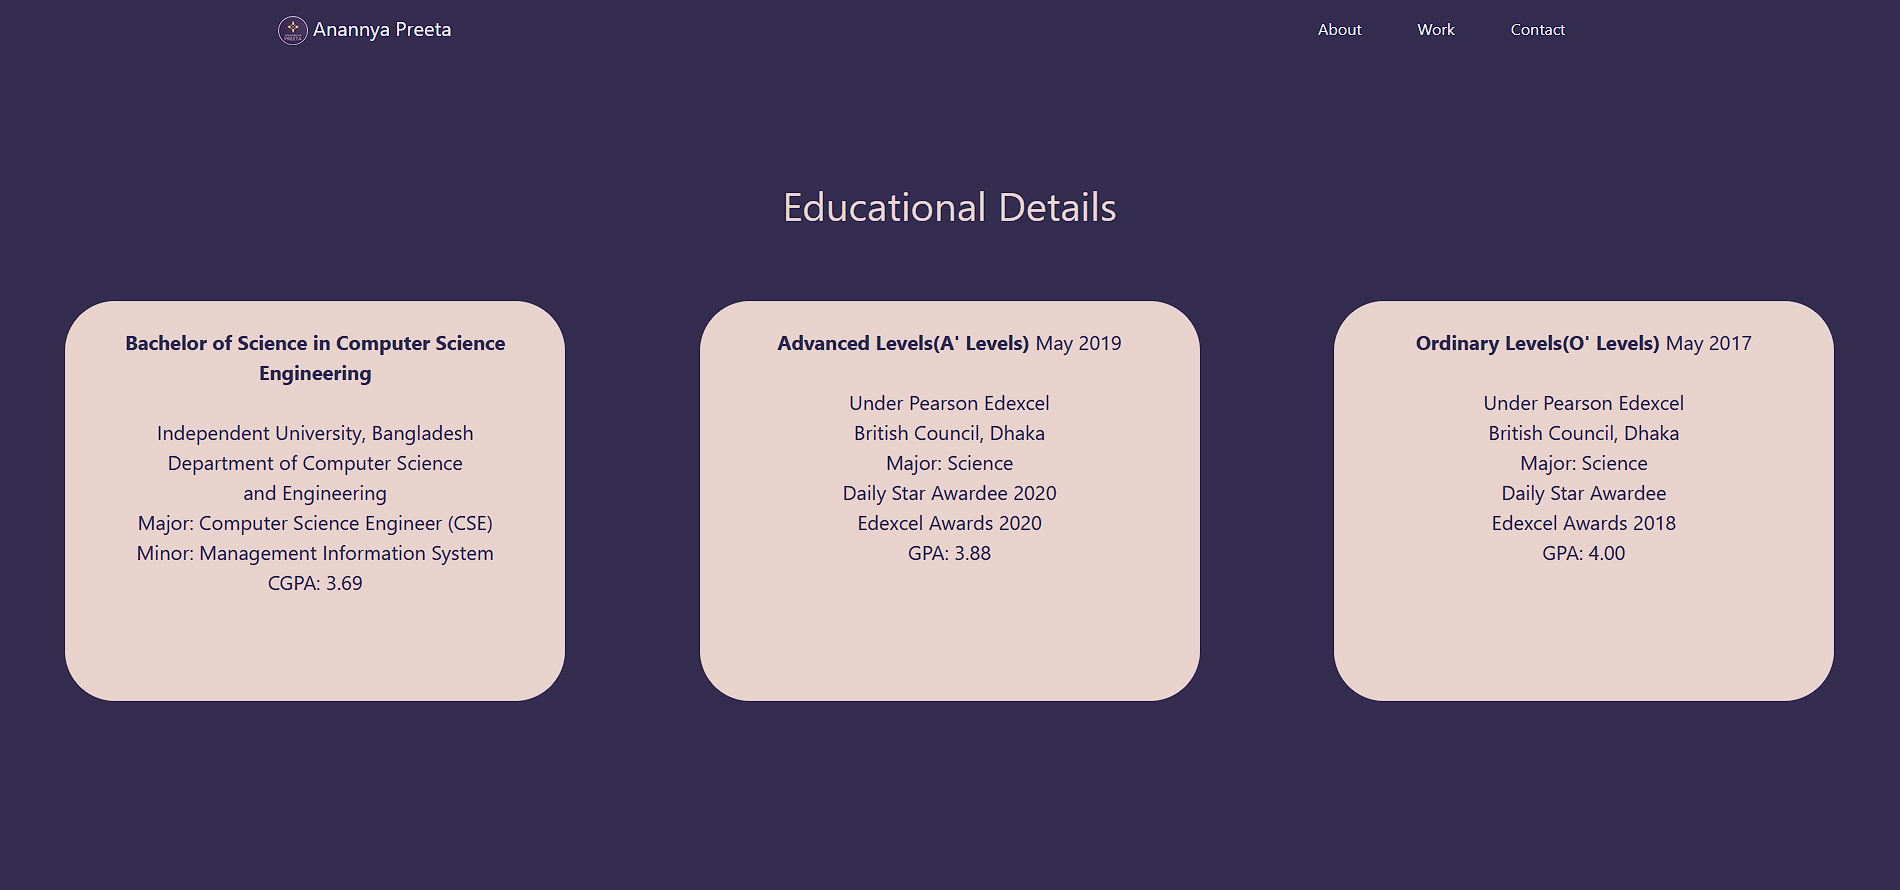 Anannya Preeta
About
Work
Contact
Educational Details
Bachelor of Science in Computer Science
Engineering
Independent University, Bangladesh
Department of Computer Science
and Engineering
Major: Computer Science Engineer (CSE)
Minor: Management Information System
CGPA: 3.69
Advanced Levels(A' Levels) May 2019
Under Pearson Edexcel
British Council, Dhaka
Major: Science
Daily Star Awardee 2020
Edexcel Awards 2020
GPA: 3.88
Ordinary Levels(O' Levels) May 2017
Under Pearson Edexcel
British Council, Dhaka
Major: Science
Daily Star Awardee
Edexcel Awards 2018
GPA: 4.00